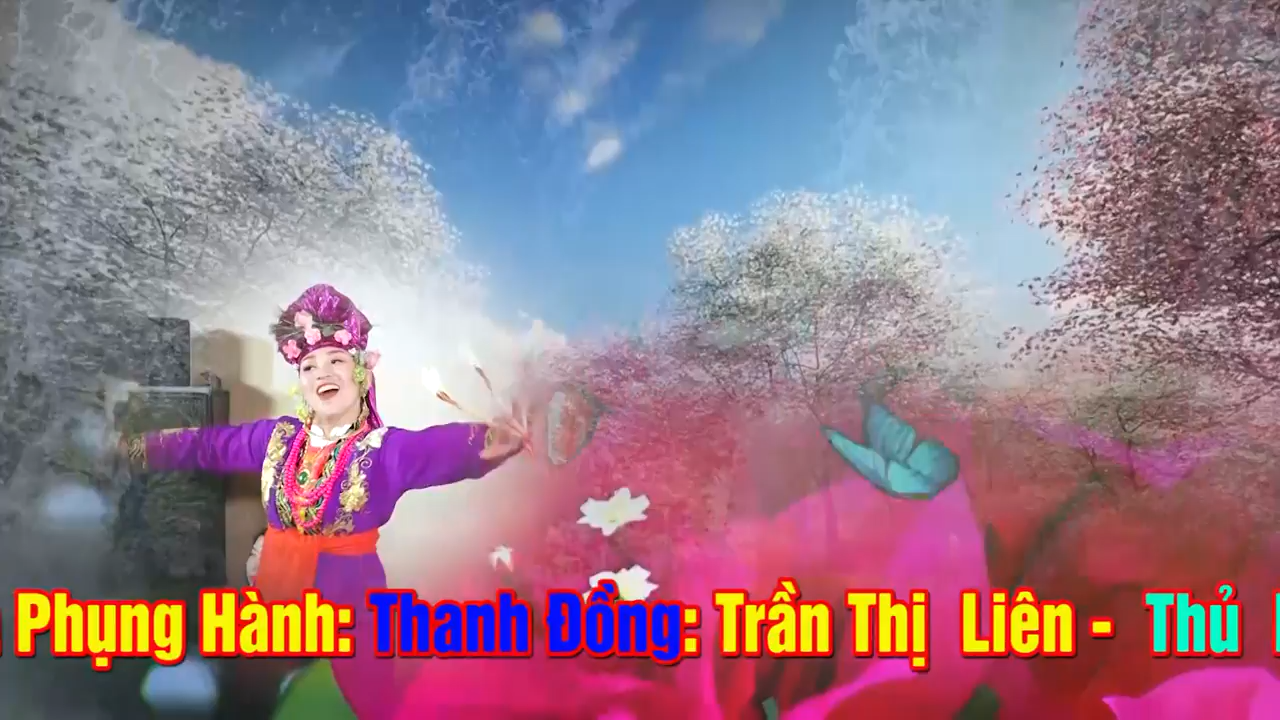 Phụng Hành: Thanh Đồng: Trần Thị Liên - Thủ